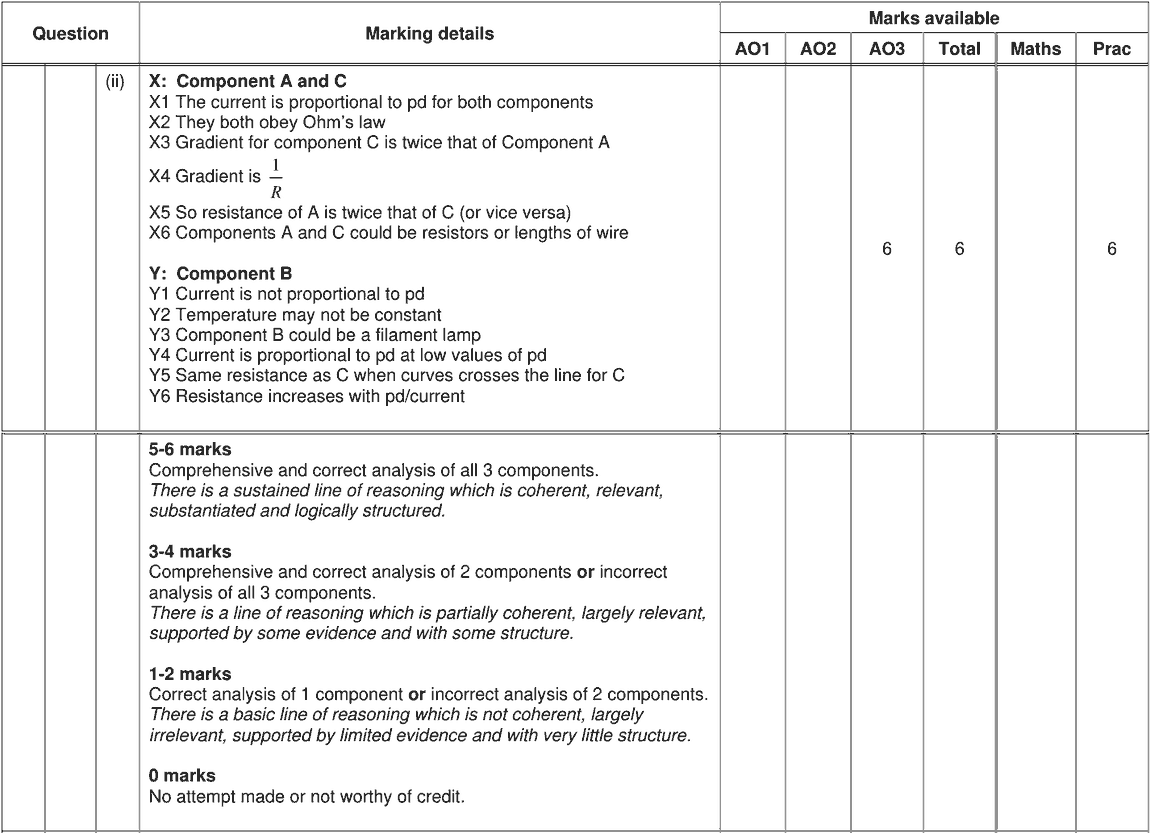 Question
Marking details
Marks available
AO1 AO2 AO3 Total Maths Prac
(ii)
X: Component A and C
X1 The current is proportional to pd for both components
X2 They both obey Ohm's law
X3 Gradient for component C is twice that of Component A
X4 Gradient is 1/R
X5 So resistance of A is twice that of C (or vice versa)
X6 Components A and C could be resistors or lengths of wire
6 6 6
Y: Component B
Y1 Current is not proportional to pd
Y2 Temperature may not be constant
Y3 Component B could be a filament lamp
Y4 Current is proportional to pd at low values of pd
Y5 Same resistance as C when curves crosses the line for C
Y6 Resistance increases with pd/current
5-6 marks
Comprehensive and correct analysis of all 3 components.
There is a sustained line of reasoning which is coherent, relevant,
substantiated and logically structured.
3-4 marks
Comprehensive and correct analysis of 2 components or incorrect
analysis of all 3 components.
There is a line of reasoning which is partially coherent, largely relevant,
supported by some evidence and with some structure.
1-2 marks
Correct analysis of 1 component or incorrect analysis of 2 components.
There is a basic line of reasoning which is not coherent, largely
irrelevant, supported by limited evidence and with very little structure.
0 marks
No attempt made or not worthy of credit.